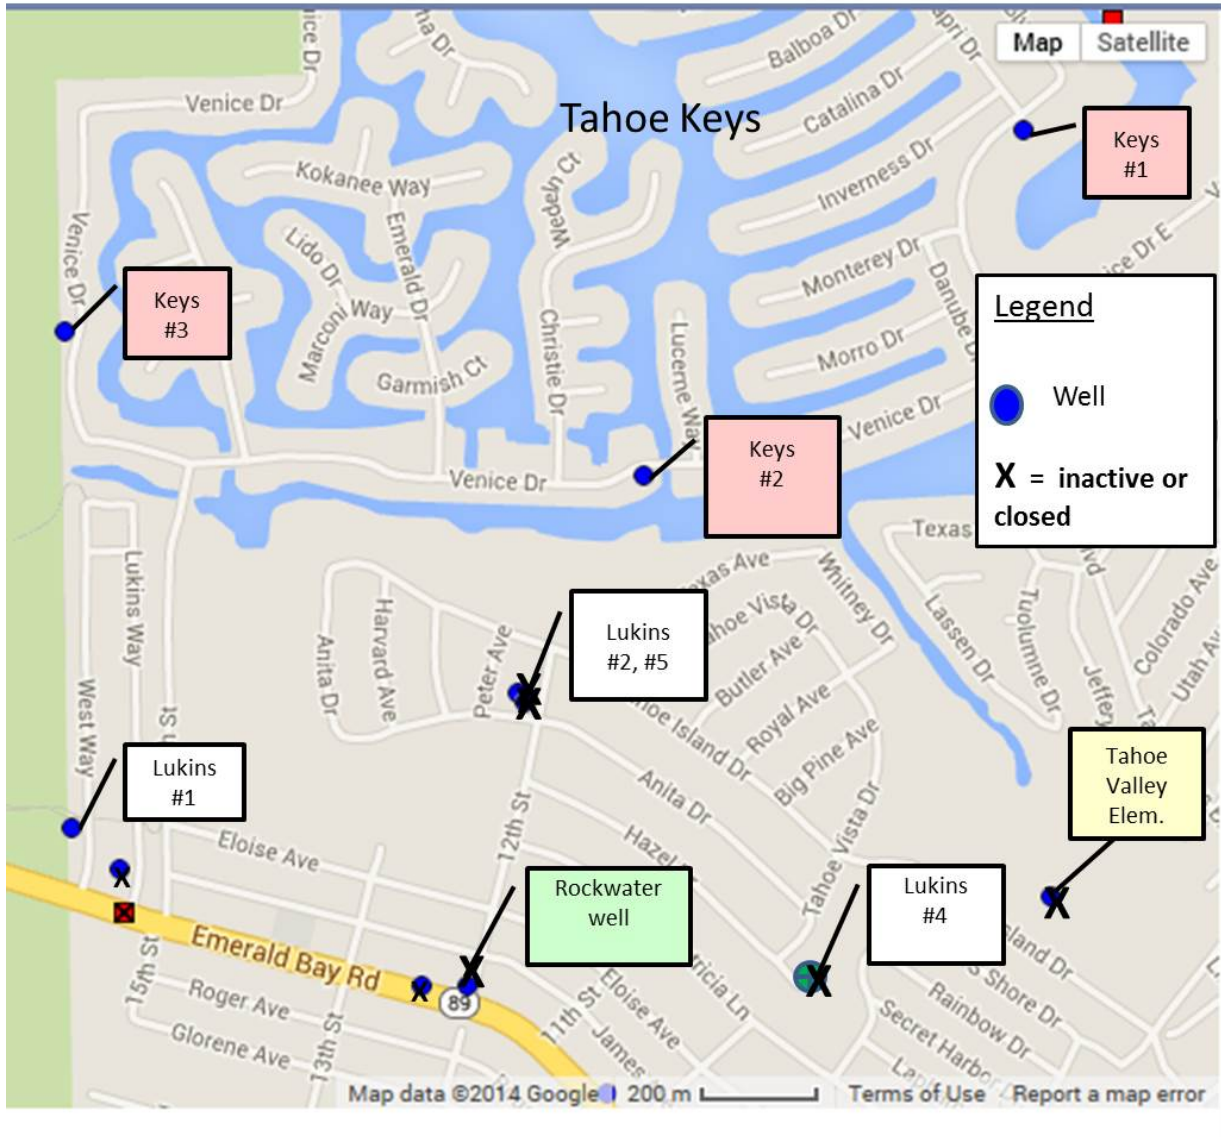 Map
Satellite
Balboa Dr
Catalina Dr
Inverness Dr
Venice Dr
Tahoe Keys
Keys
#1
Kokanee Way
Wedeln Ct
Emerald Dr
Lido Dr
Marconi Way
Venice Dr
Monterey Dr
Danube Dr
Keys
#3
Christie Dr
Lucerne Way
Morro Dr
Garmish Ct
Venice Dr
Legend
Well
X = inactive or
closed
Keys
#2
Venice Dr
Texas
Lukins Way
Harvard Ave
Anita Dr
Peter Ave
Lukins
#2, #5
Whitney Dr
Butler Ave
Royal Ave
Big Pine Ave
Lassen Dr
Tuolumne Dr
Jeffery
Colorado Ave
West Way
Lukins
#1
Anita Dr
Tahoe Vista Dr
Tahoe
Valley
Elem.
Eloise Ave
12th St
Hazel
Rockwater
well
Lukins
#4
Emerald Bay Rd
89
15th St
Roger Ave
Glorene Ave
13th St
11th St
Eloise Ave
James
S Shore Dr
Rainbow Dr
Secret Harbor
Map data ©2014 Google
200 m
Terms of Use
Report a map error